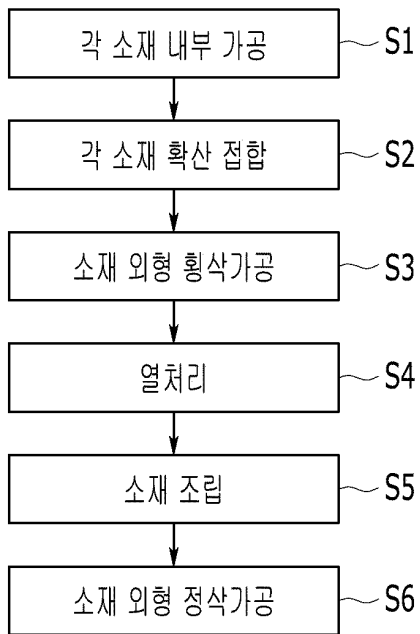 각 소재 내부 가공 S1
각 소재 확산 접합 S2
소재 외형 횡삭가공 S3
열처리 S4
소재 조립 S5
소재 외형 정삭가공 S6